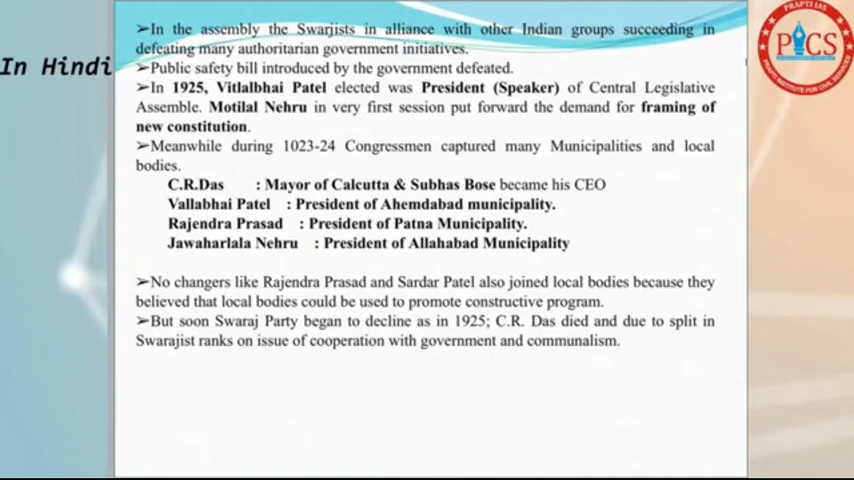 ➢In the assembly the Swarjists in alliance with other Indian groups succeeding in
defeating many authoritarian government initiatives.
In Hindi
➢Public safety bill introduced by the government defeated.
➢In 1925, Vitlalbhai Patel elected was President (Speaker) of Central Legislative
Assemble. Motilal Nehru in very first session put forward the demand for framing of
new constitution.
➢Meanwhile during 1023-24 Congressmen captured many Municipalities and local
bodies.
C.R.Das : Mayor of Calcutta & Subhas Bose became his CEO
Vallabhai Patel : President of Ahemdabad municipality.
Rajendra Prasad : President of Patna Municipality.
Jawaharlala Nehru : President of Allahabad Municipality
➢No changers like Rajendra Prasad and Sardar Patel also joined local bodies because they
believed that local bodies could be used to promote constructive program.
➢But soon Swaraj Party began to decline as in 1925; C.R. Das died and due to split in
Swarajist ranks on issue of cooperation with government and communalism.
PRAPTI IAS
PICS
PRAPTI INSTITUTE FOR CIVIL SERVICES